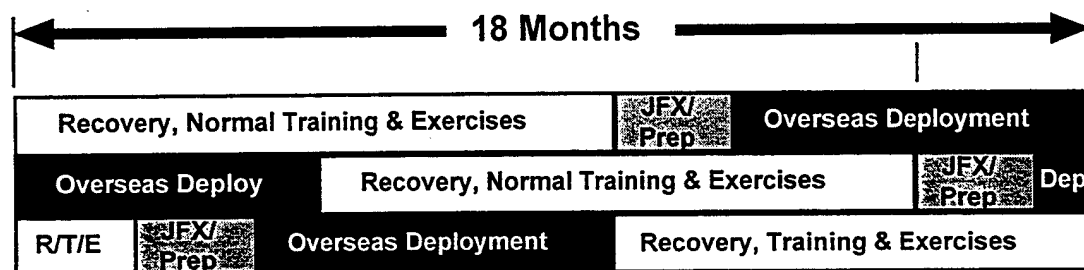 18 Months
Recovery, Normal Training & Exercises JFX/ Prep Overseas Deployment
Overseas Deploy Recovery, Normal Training & Exercises JFX/ Prep Dep
R/T/E JFX/ Prep Overseas Deployment Recovery, Training & Exercises